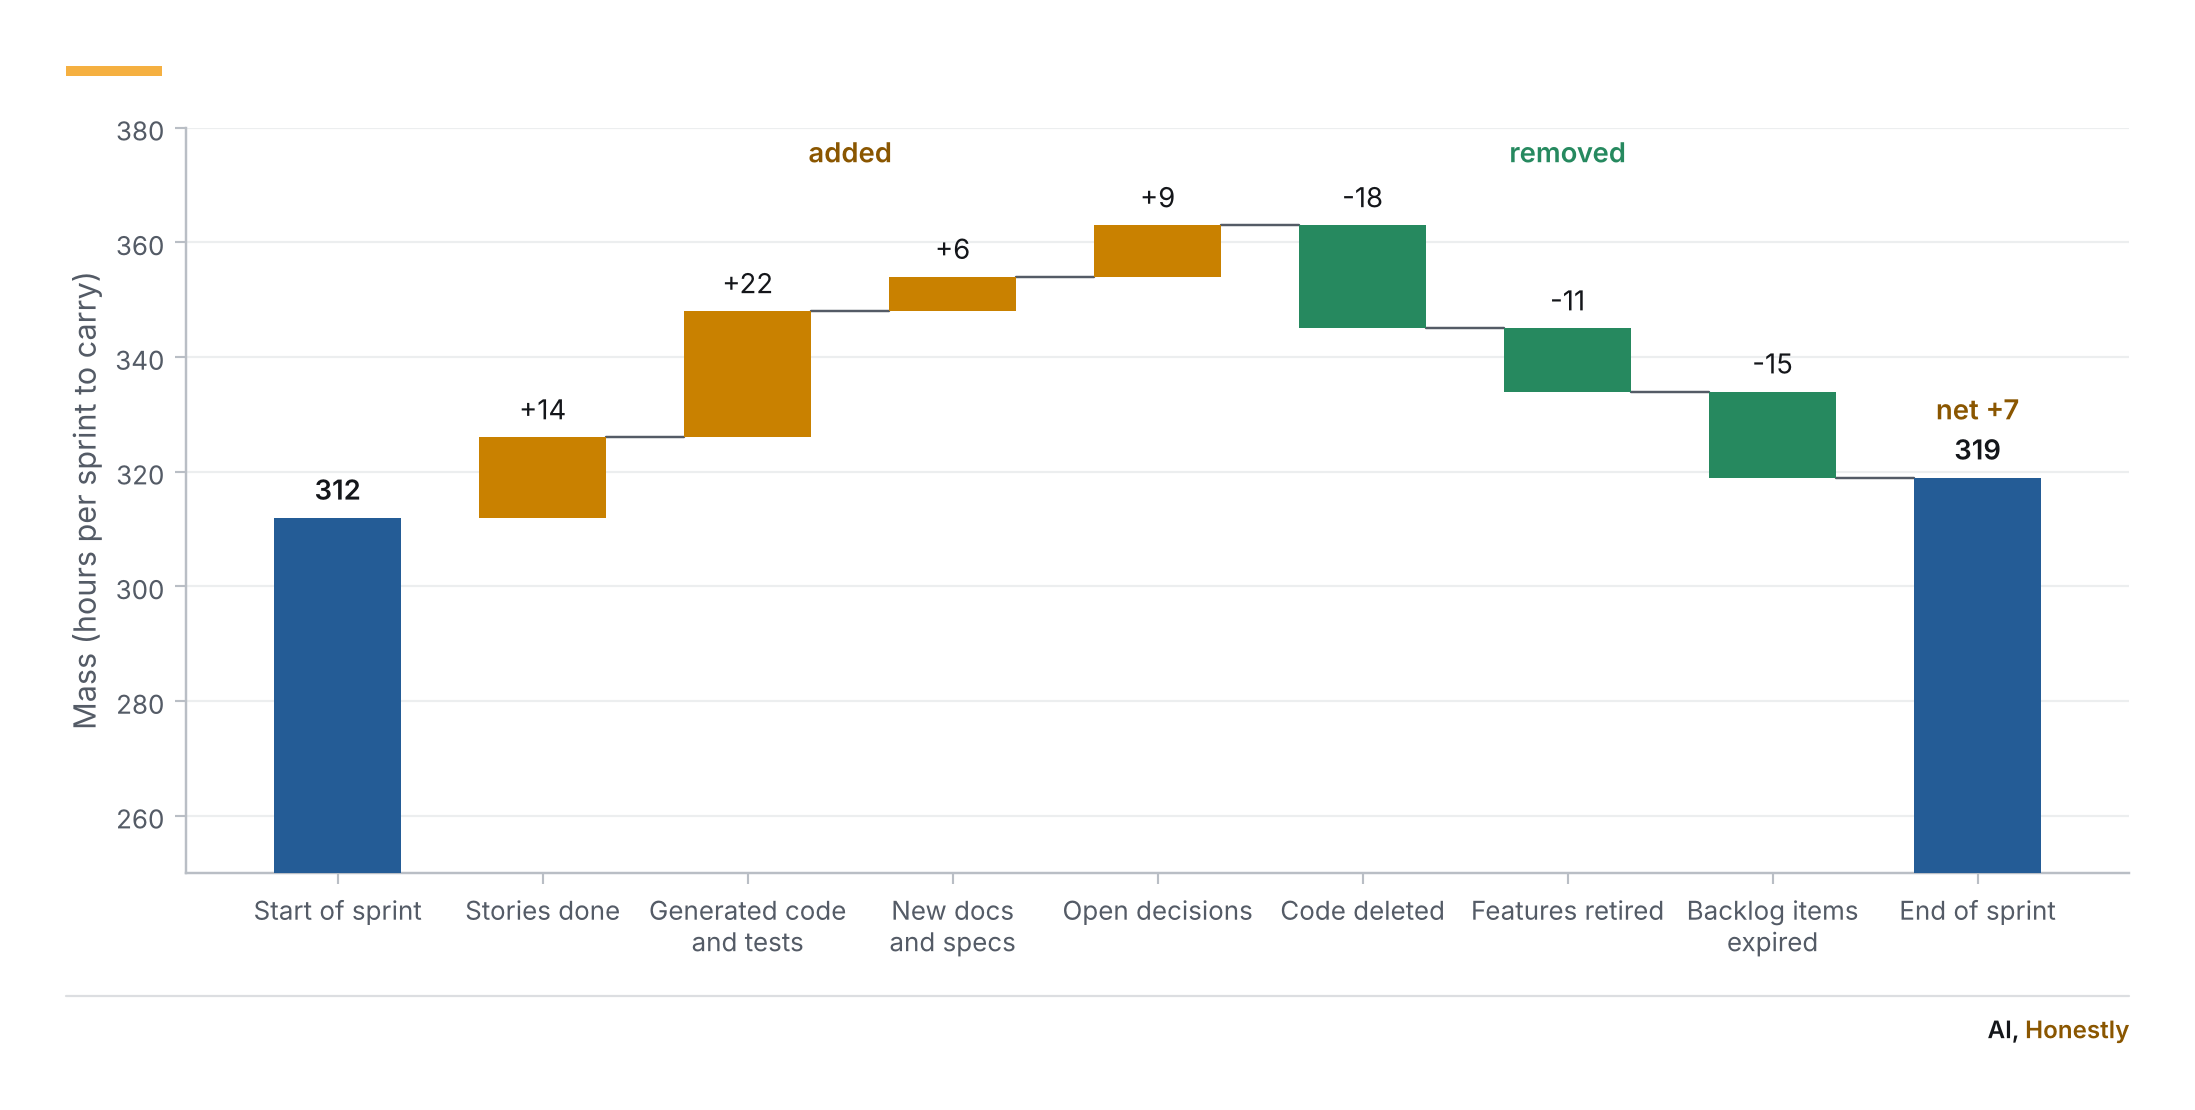 added
removed
380
360
340
320
300
280
260
Mass (hours per sprint to carry)
312
+14
+22
+6
+9
-18
-11
-15
net +7
319
Start of sprint
Stories done
Generated code
and tests
New docs
and specs
Open decisions
Code deleted
Features retired
Backlog items
expired
End of sprint
AI, Honestly